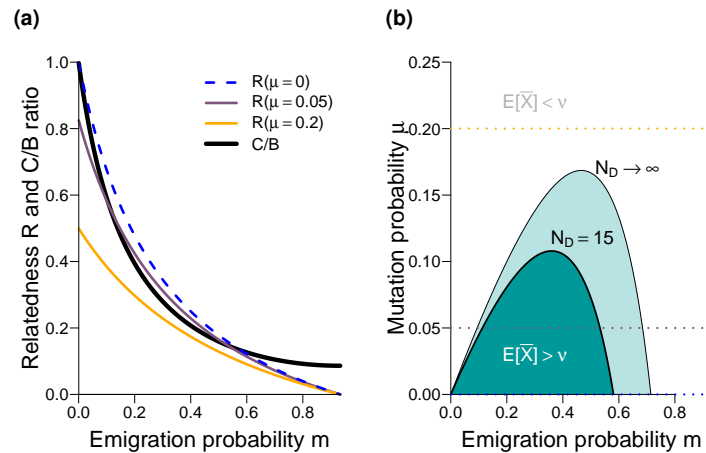 (a)
Relatedness R and C/B ratio
1.0
0.8
0.6
0.4
0.2
0.0
R(μ = 0)
R(μ = 0.05)
R(μ = 0.2)
C/B
0.0 0.2 0.4 0.6 0.8
Emigration probability m
(b)
Mutation probability μ
0.25
0.20
0.15
0.10
0.05
0.00
E[X̅] < ν
N_D → ∞
N_D = 15
E[X̅] > ν
0.0 0.2 0.4 0.6 0.8
Emigration probability m